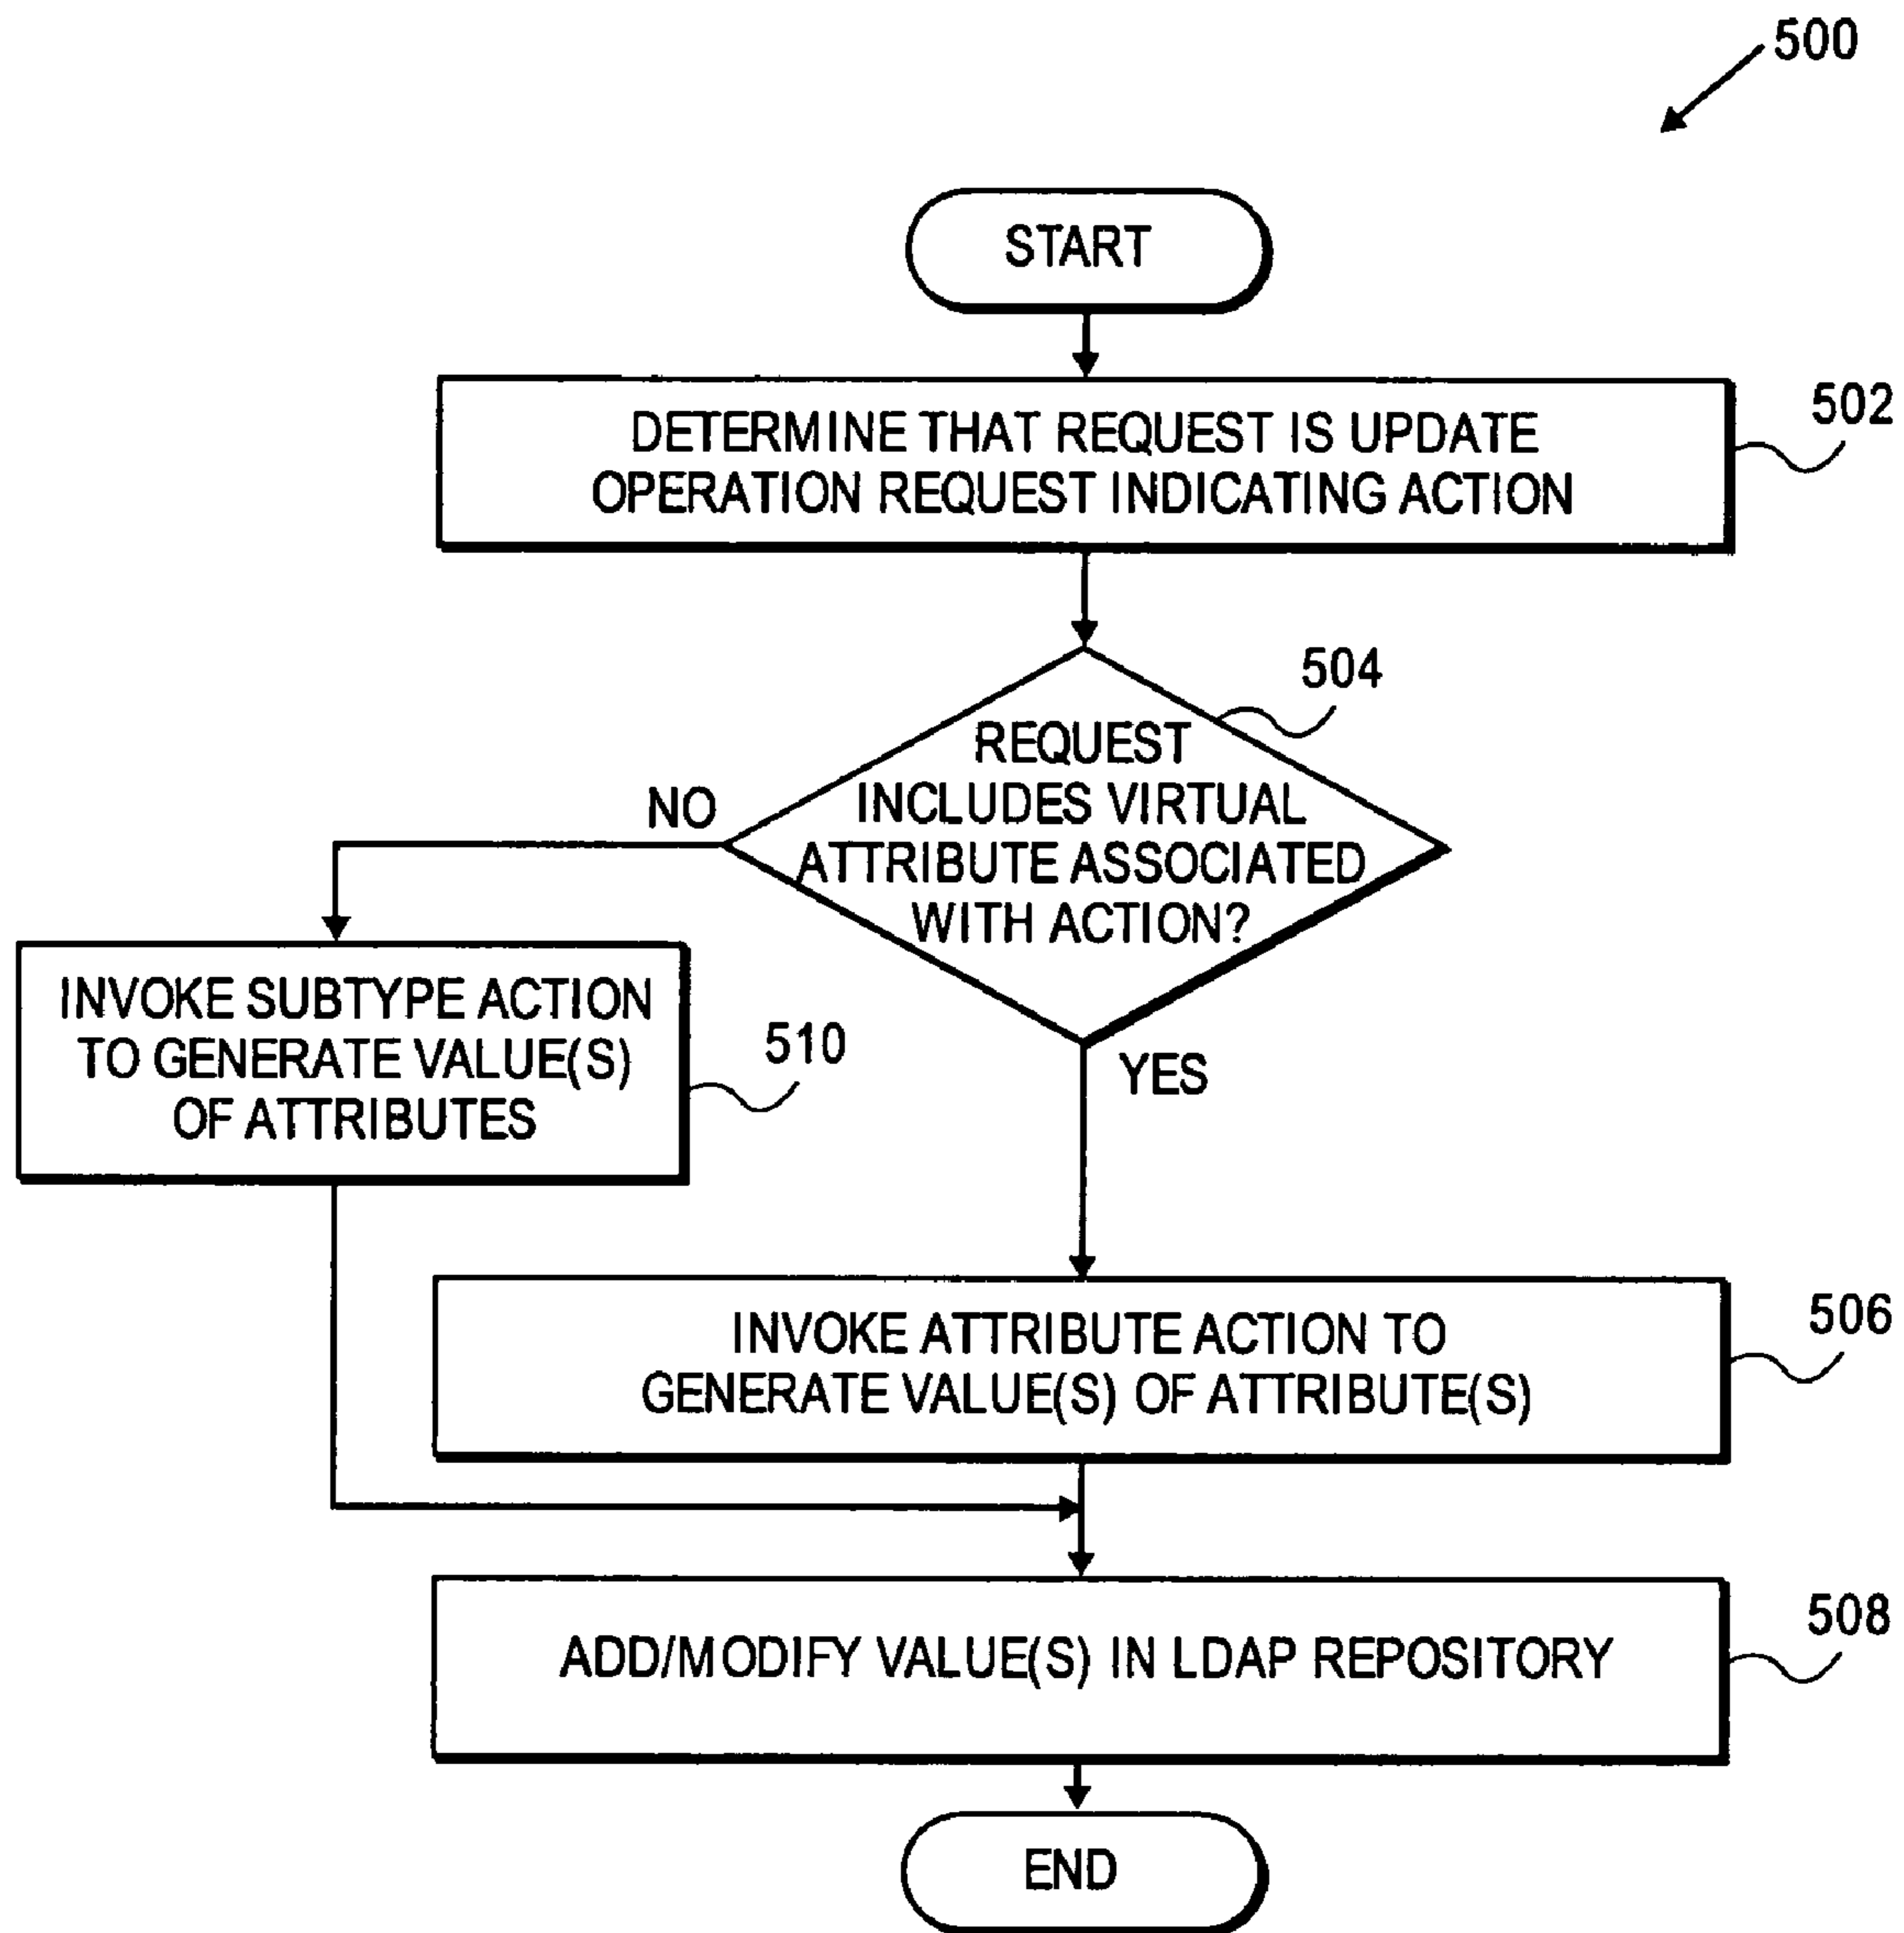 500
START
DETERMINE THAT REQUEST IS UPDATE
OPERATION REQUEST INDICATING ACTION
502
504
REQUEST
INCLUDES VIRTUAL
ATTRIBUTE ASSOCIATED
WITH ACTION?
NO
YES
INVOKE SUBTYPE ACTION
TO GENERATE VALUE(S)
OF ATTRIBUTES
510
INVOKE ATTRIBUTE ACTION TO
GENERATE VALUE(S) OF ATTRIBUTE(S)
506
ADD/MODIFY VALUE(S) IN LDAP REPOSITORY
508
END